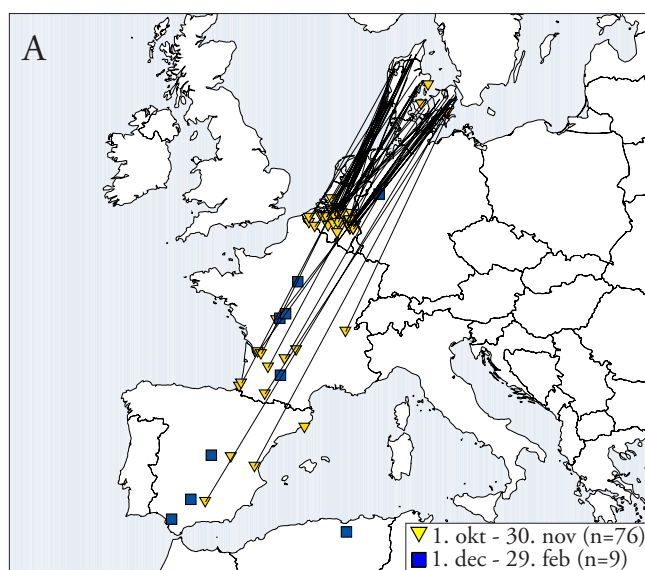 A
1. okt - 30. nov (n=76)
1. dec - 29. feb (n=9)